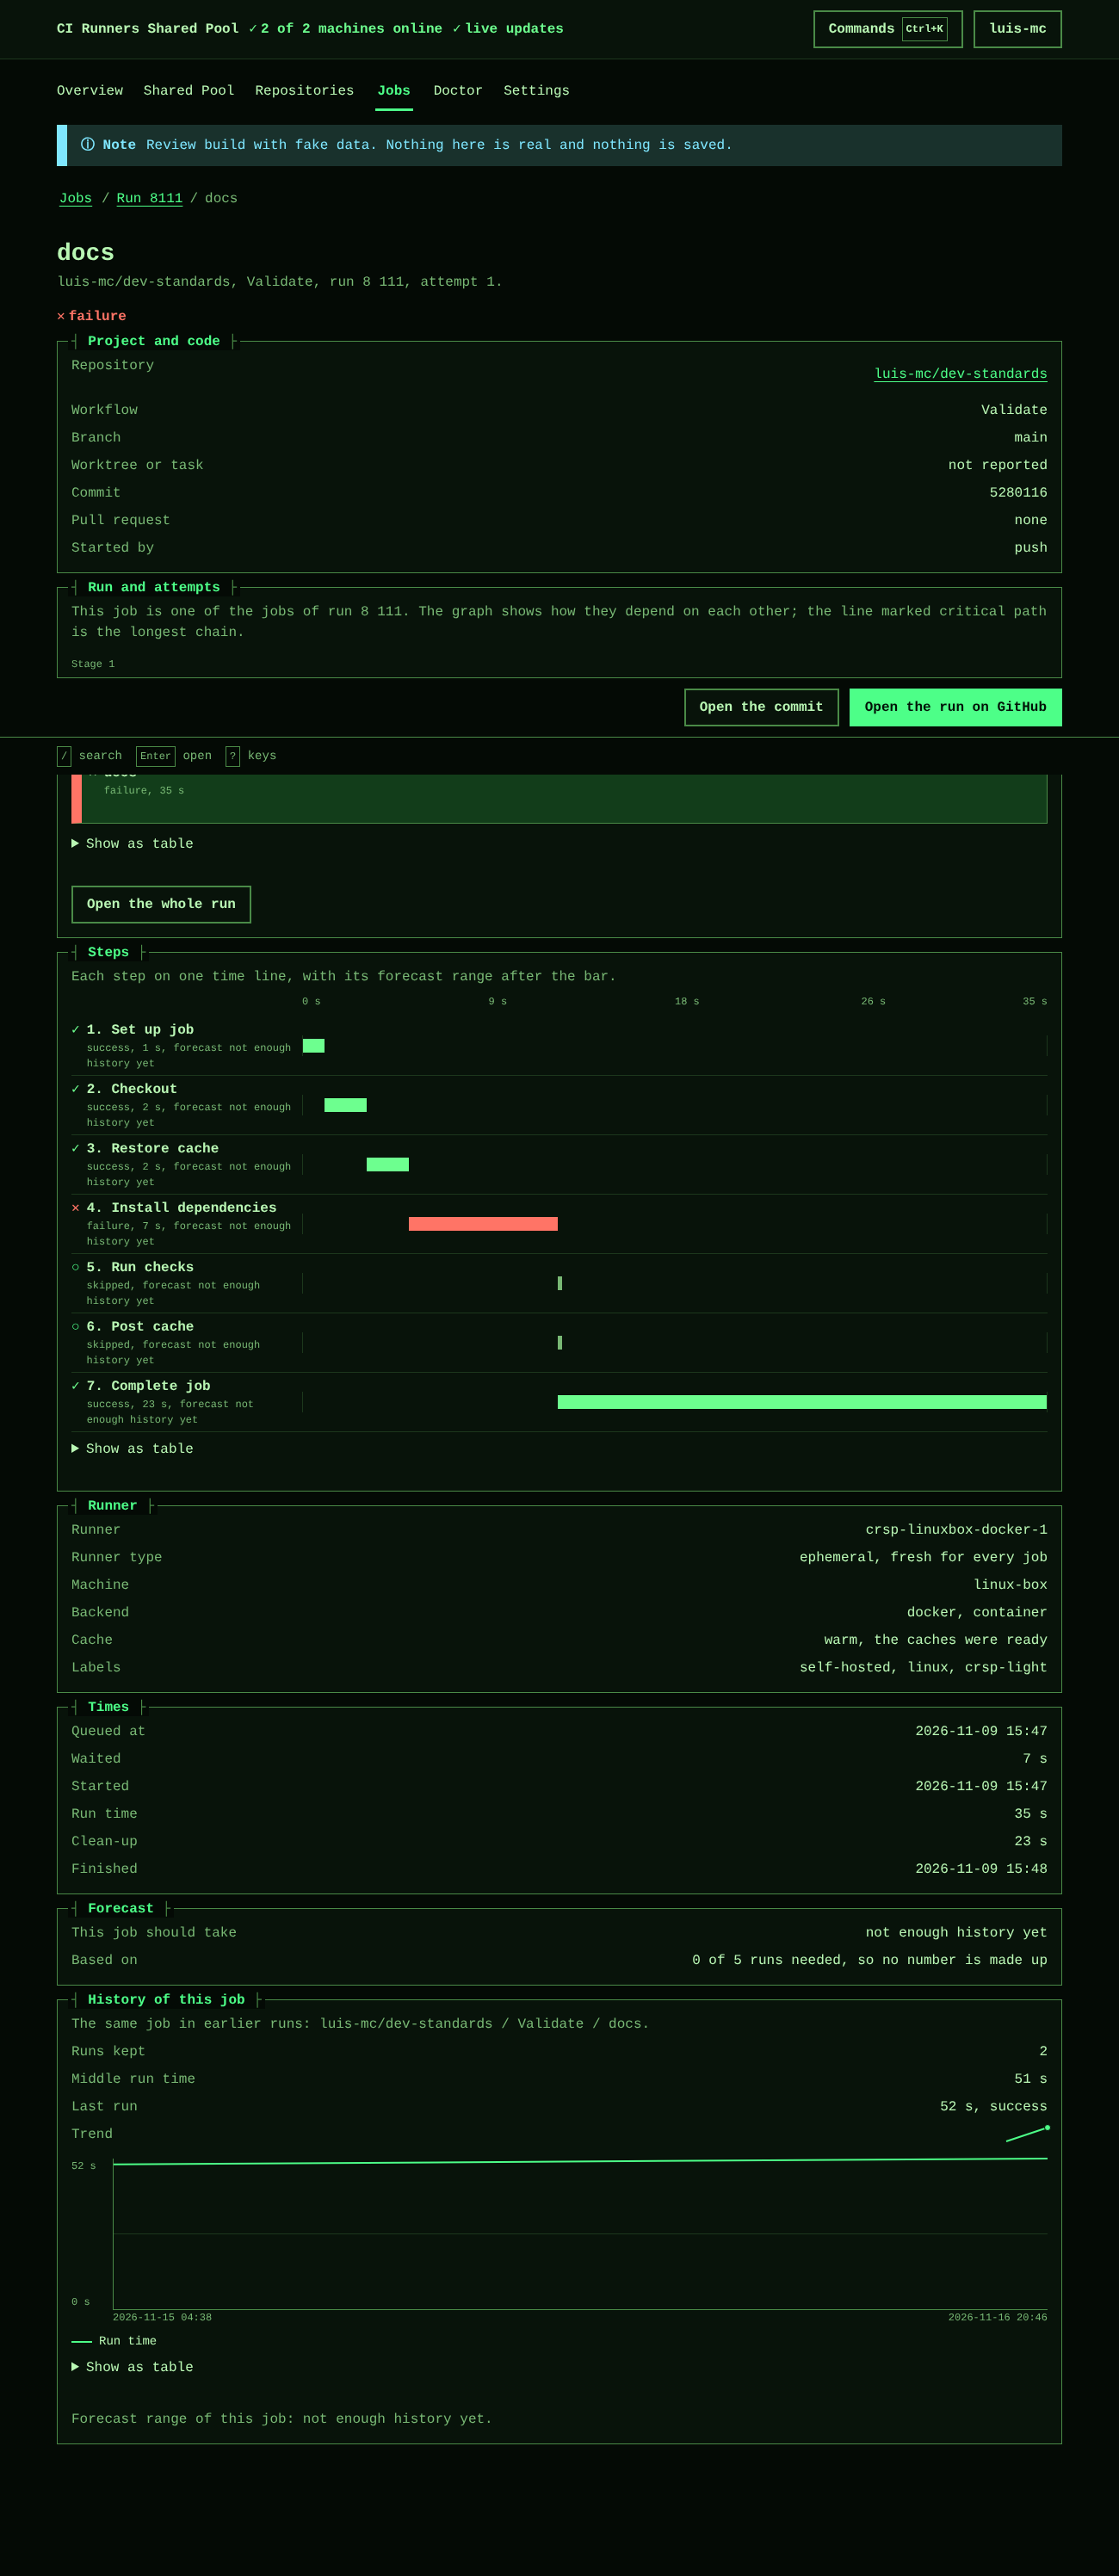 CI Runners Shared Pool ✓ 2 of 2 machines online ✓ live updates Commands Ctrl+K luis-mc
Overview Shared Pool Repositories Jobs Doctor Settings
ⓘ Note Review build with fake data. Nothing here is real and nothing is saved.
Jobs / Run 8111 / docs
docs
luis-mc/dev-standards, Validate, run 8 111, attempt 1.
× failure
Project and code
Repository luis-mc/dev-standards
Workflow Validate
Branch main
Worktree or task not reported
Commit 5280116
Pull request none
Started by push
Run and attempts
This job is one of the jobs of run 8 111. The graph shows how they depend on each other; the line marked critical path
is the longest chain.
Stage 1
Open the commit Open the run on GitHub
/ search Enter open ? keys
failure, 35 s
▶ Show as table
Open the whole run
Steps
Each step on one time line, with its forecast range after the bar.
0 s 9 s 18 s 26 s 35 s
✓ 1. Set up job
success, 1 s, forecast not enough
history yet
✓ 2. Checkout
success, 2 s, forecast not enough
history yet
✓ 3. Restore cache
success, 2 s, forecast not enough
history yet
× 4. Install dependencies
failure, 7 s, forecast not enough
history yet
○ 5. Run checks
skipped, forecast not enough
history yet
○ 6. Post cache
skipped, forecast not enough
history yet
✓ 7. Complete job
success, 23 s, forecast not
enough history yet
▶ Show as table
Runner
Runner crsp-linuxbox-docker-1
Runner type ephemeral, fresh for every job
Machine linux-box
Backend docker, container
Cache warm, the caches were ready
Labels self-hosted, linux, crsp-light
Times
Queued at 2026-11-09 15:47
Waited 7 s
Started 2026-11-09 15:47
Run time 35 s
Clean-up 23 s
Finished 2026-11-09 15:48
Forecast
This job should take not enough history yet
Based on 0 of 5 runs needed, so no number is made up
History of this job
The same job in earlier runs: luis-mc/dev-standards / Validate / docs.
Runs kept 2
Middle run time 51 s
Last run 52 s, success
Trend
52 s
0 s
2026-11-15 04:38 2026-11-16 20:46
Run time
▶ Show as table
Forecast range of this job: not enough history yet.